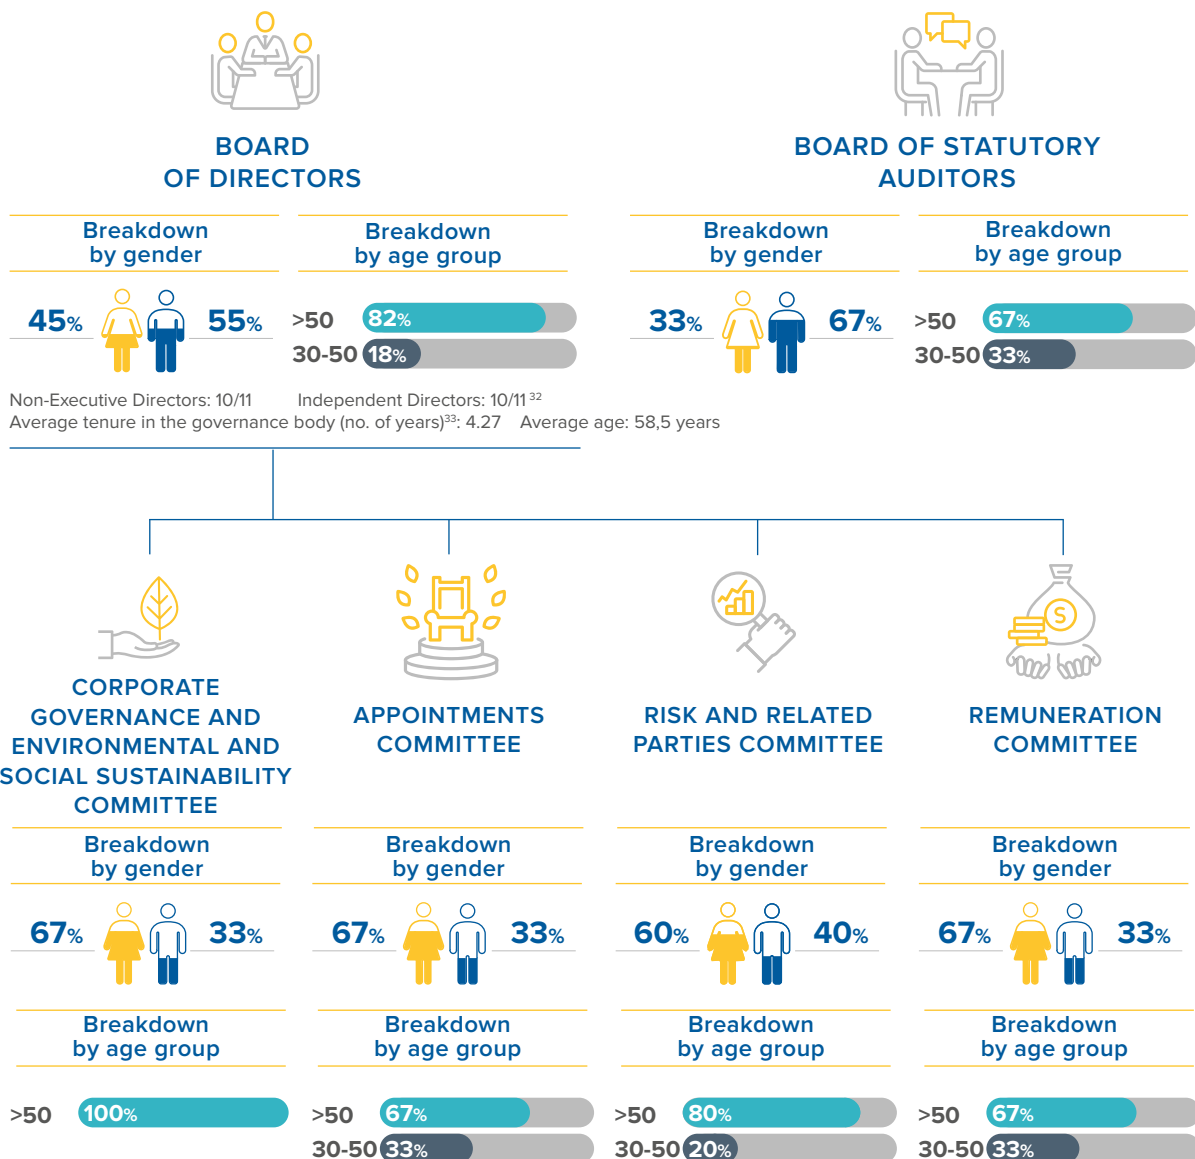 BOARD
OF DIRECTORS
Breakdown
by gender
45%
55%
Breakdown
by age group
>50
82%
30-50
18%
Non-Executive Directors: 10/11
Independent Directors: 10/11 32
Average tenure in the governance body (no. of years)33: 4.27
Average age: 58,5 years
BOARD OF STATUTORY
AUDITORS
Breakdown
by gender
33%
67%
Breakdown
by age group
>50
67%
30-50
33%
CORPORATE
GOVERNANCE AND
ENVIRONMENTAL AND
SOCIAL SUSTAINABILITY
COMMITTEE
Breakdown
by gender
67%
33%
Breakdown
by age group
>50
100%
APPOINTMENTS
COMMITTEE
Breakdown
by gender
67%
33%
Breakdown
by age group
>50
67%
30-50
33%
RISK AND RELATED
PARTIES COMMITTEE
Breakdown
by gender
60%
40%
Breakdown
by age group
>50
80%
30-50
20%
S
REMUNERATION
COMMITTEE
Breakdown
by gender
67%
33%
Breakdown
by age group
>50
67%
30-50
33%